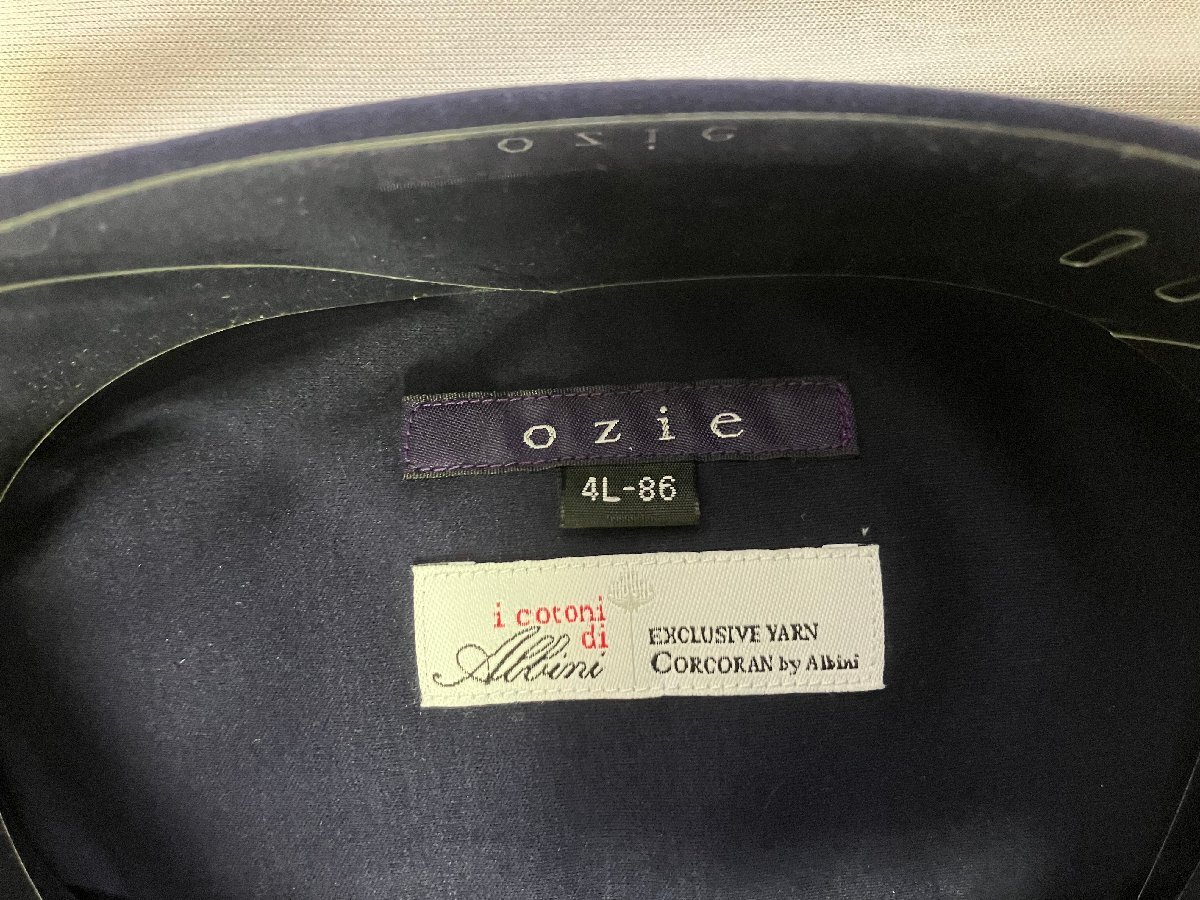 ozie
ozie
4L-86
i cotoni
di
Albini
EXCLUSIVE YARN
CORCORAN by Albini